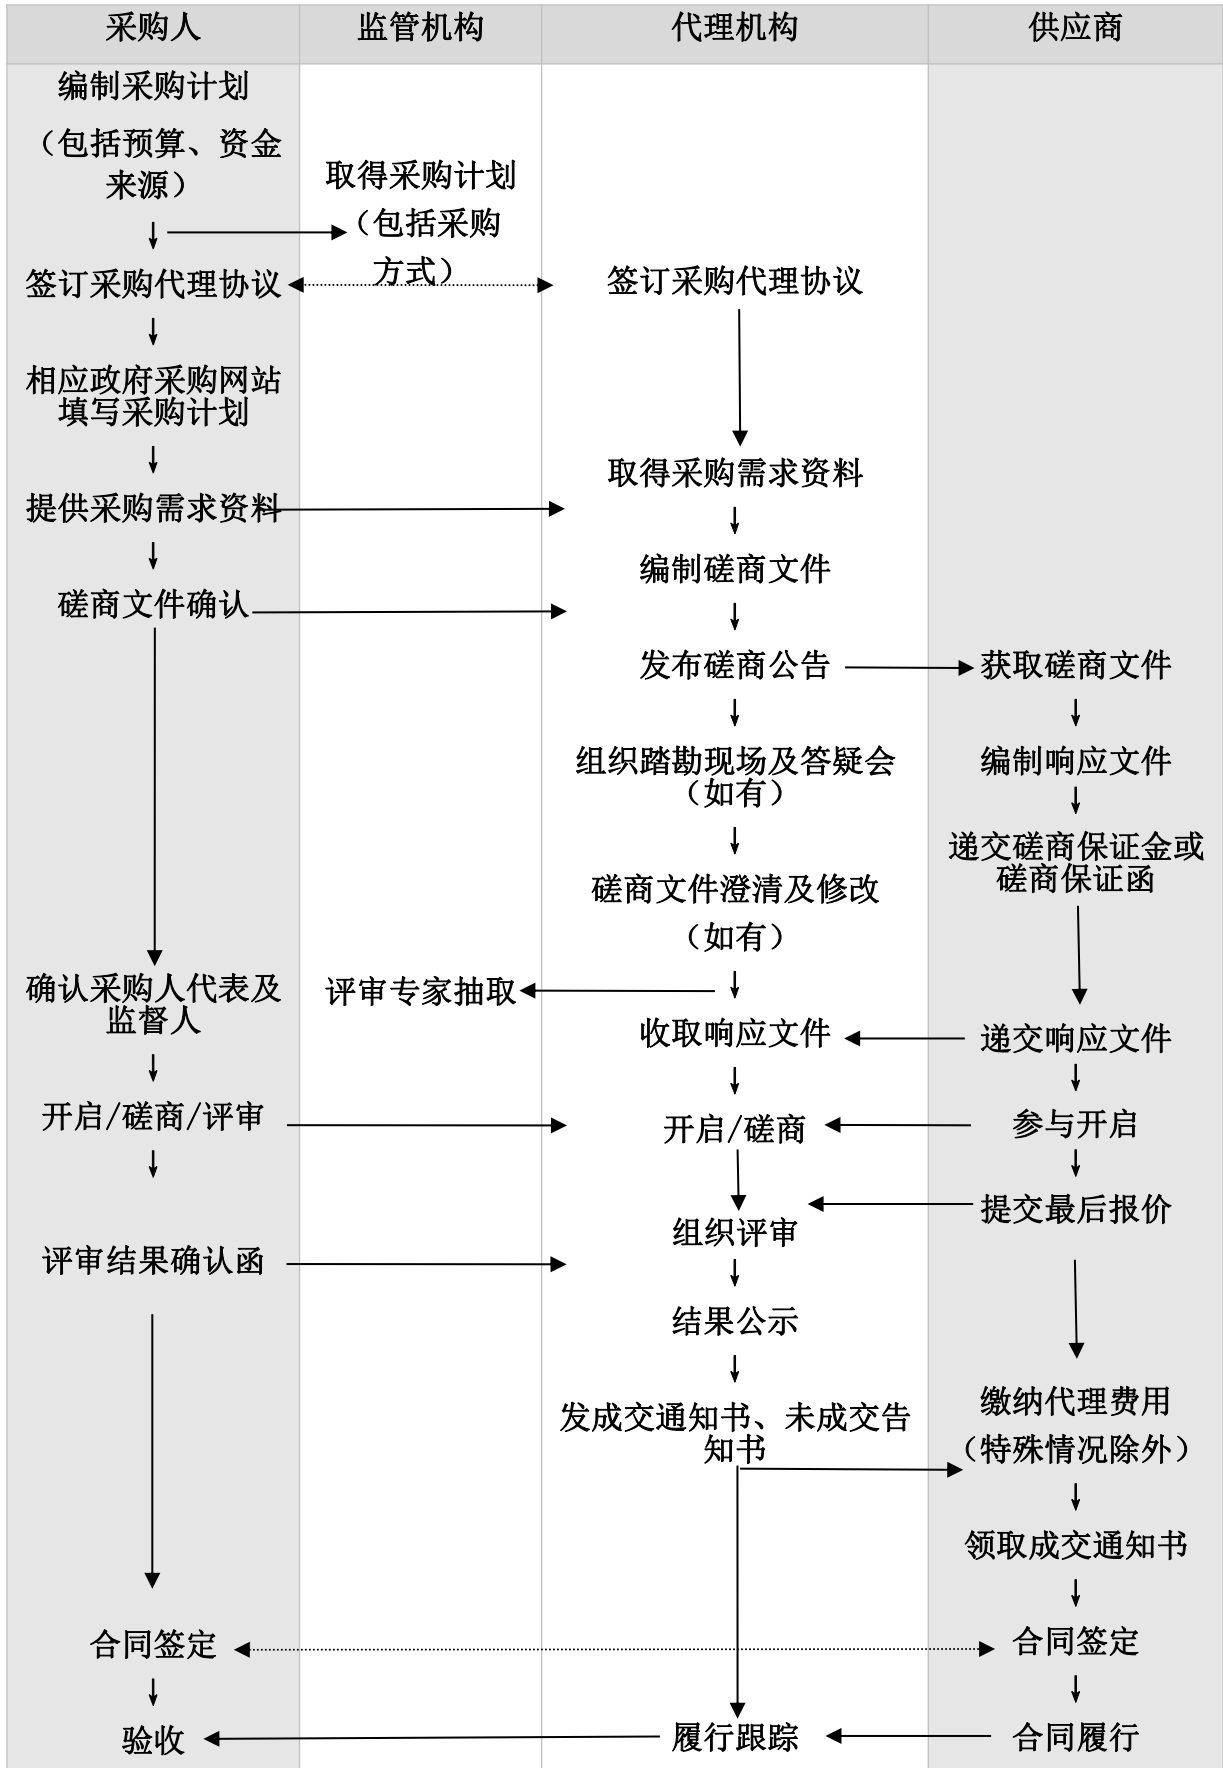 采购人
监管机构
代理机构
供应商
编制采购计划
（包括预算、资金
来源）
签订采购代理协议
相应政府采购网站
填写采购计划
提供采购需求资料
磋商文件确认
确认采购人代表及
监督人
开启/磋商/评审
评审结果确认函
合同签定
验收
取得采购计划
（包括采购
方式）
评审专家抽取
签订采购代理协议
取得采购需求资料
编制磋商文件
发布磋商公告
组织踏勘现场及答疑会
（如有）
磋商文件澄清及修改
（如有）
收取响应文件
开启/磋商
组织评审
结果公示
发成交通知书、未成交告
知书
履行跟踪
获取磋商文件
编制响应文件
递交磋商保证金或
磋商保证函
递交响应文件
参与开启
提交最后报价
缴纳代理费用
（特殊情况除外）
领取成交通知书
合同签定
合同履行